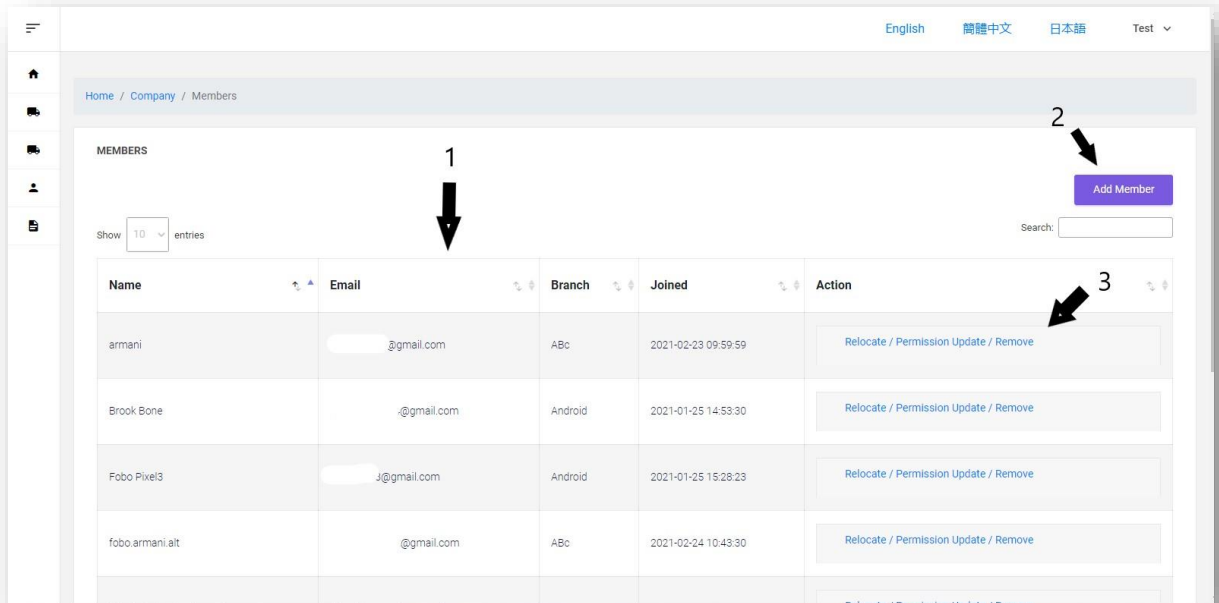 English 簡體中文 日本語 Test
Home / Company / Members
2
MEMBERS
1
Add Member
Show 10 entries
Search:
Name Email Branch Joined Action
3
armani @gmail.com ABc 2021-02-23 09:59:59 Relocate / Permission Update / Remove
Brook Bone @gmail.com Android 2021-01-25 14:53:30 Relocate / Permission Update / Remove
Fobo Pixel3 @gmail.com Android 2021-01-25 15:28:23 Relocate / Permission Update / Remove
fobo.armani.alt @gmail.com ABc 2021-02-24 10:43:30 Relocate / Permission Update / Remove